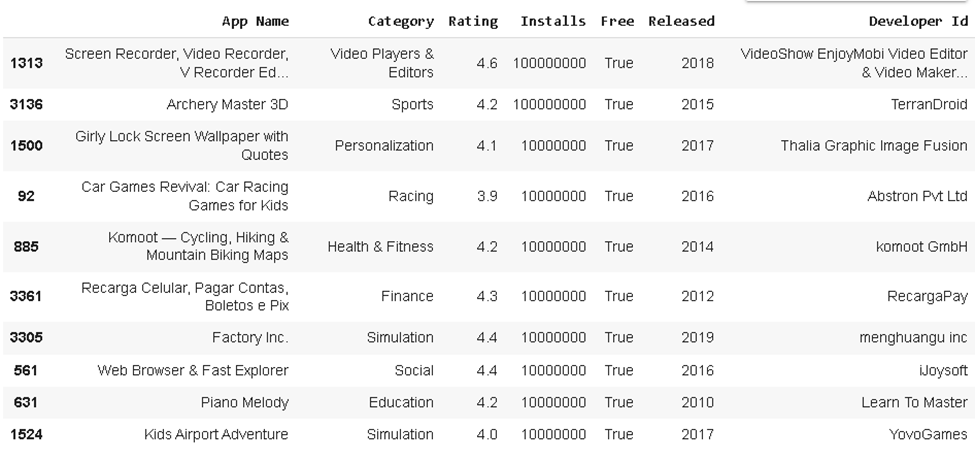 App Name Category Rating Installs Free Released Developer Id
1313 Screen Recorder, Video Recorder, V Recorder Ed... Video Players & Editors 4.6 100000000 True 2018 VideoShow EnjoyMobi Video Editor & Video Maker...
3136 Archery Master 3D Sports 4.2 100000000 True 2015 TerranDroid
1500 Girly Lock Screen Wallpaper with Quotes Personalization 4.1 10000000 True 2017 Thalia Graphic Image Fusion
92 Car Games Revival: Car Racing Games for Kids Racing 3.9 10000000 True 2016 Abstron Pvt Ltd
885 Komoot — Cycling, Hiking & Mountain Biking Maps Health & Fitness 4.2 10000000 True 2014 komoot GmbH
3361 Recarga Celular, Pagar Contas, Boletos e Pix Finance 4.3 10000000 True 2012 RecargaPay
3305 Factory Inc. Simulation 4.4 10000000 True 2019 menghuangu inc
561 Web Browser & Fast Explorer Social 4.4 10000000 True 2016 iJoysoft
631 Piano Melody Education 4.2 10000000 True 2010 Learn To Master
1524 Kids Airport Adventure Simulation 4.0 10000000 True 2017 YovoGames